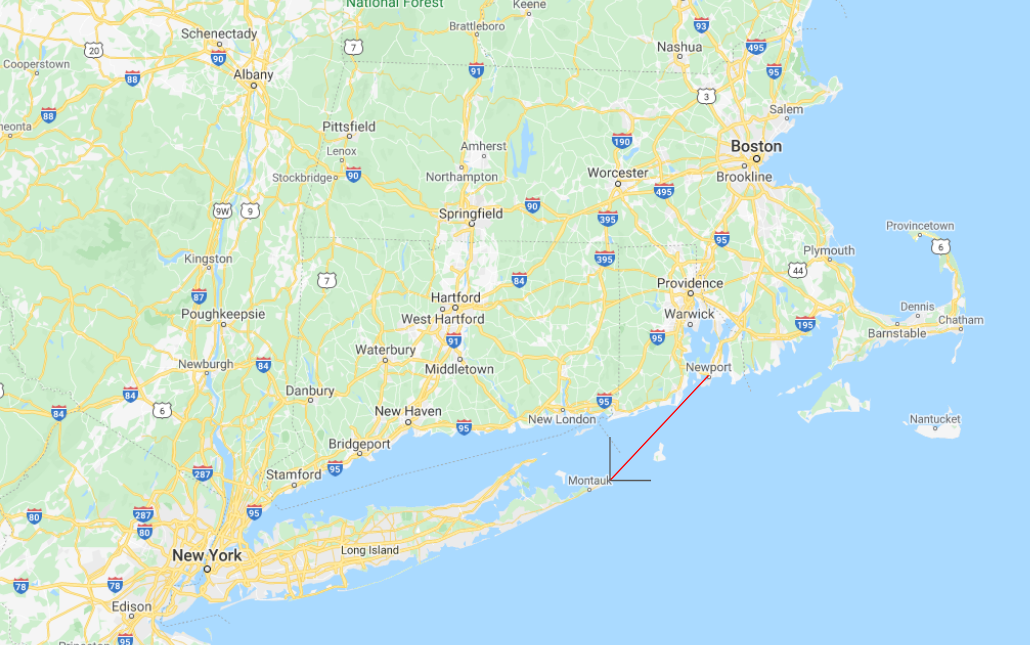 National Forest
Keene
Brattleboro
93
Schenectady
20
7
Nashua
495
90
Cooperstown
88
Albany
91
95
88
3
Salem
eonta
Pittsfield
190
Amherst
Boston
Lenox
Stockbridge
90
Northampton
Worcester
Brookline
495
9W
9
Springfield
90
395
Provincetown
95
6
Kingston
395
Plymouth
7
84
44
Providence
87
Hartford
Dennis
Poughkeepsie
West Hartford
Warwick
195
Chatham
95
Barnstable
91
Waterbury
Newburgh
84
Middletown
Newport
Danbury
84
95
6
84
New Haven
New London
Nantucket
95
Bridgeport
287
Stamford
95
Montauk
80
287
95
80
New York
Long Island
78
78
Edison
95